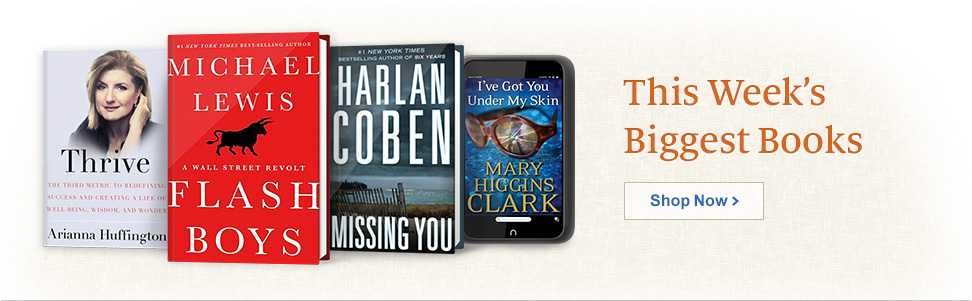 Thrive
THE THIRD METRIC TO REDEFINING
SUCCESS AND CREATING A LIFE OF
WELL-BEING, WISDOM, AND WONDER
Arianna Huffington
#1 NEW YORK TIMES BEST-SELLING AUTHOR
MICHAEL
LEWIS
A WALL STREET REVOLT
FLASH
BOYS
#1 NEW YORK TIMES
BESTSELLING AUTHOR OF SIX YEARS
HARLAN
COBEN
MISSING YOU
I've Got You
Under My Skin
MARY
HIGGINS
CLARK
This Week's
Biggest Books
Shop Now >